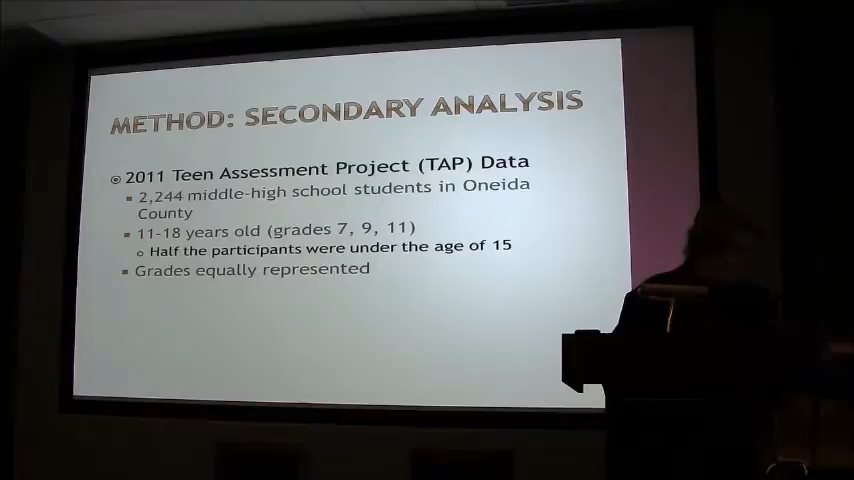 METHOD: SECONDARY ANALYSIS
2011 Teen Assessment Project (TAP) Data
2,244 middle-high school students in Oneida
County
11-18 years old (grades 7, 9, 11)
Half the participants were under the age of 15
Grades equally represented